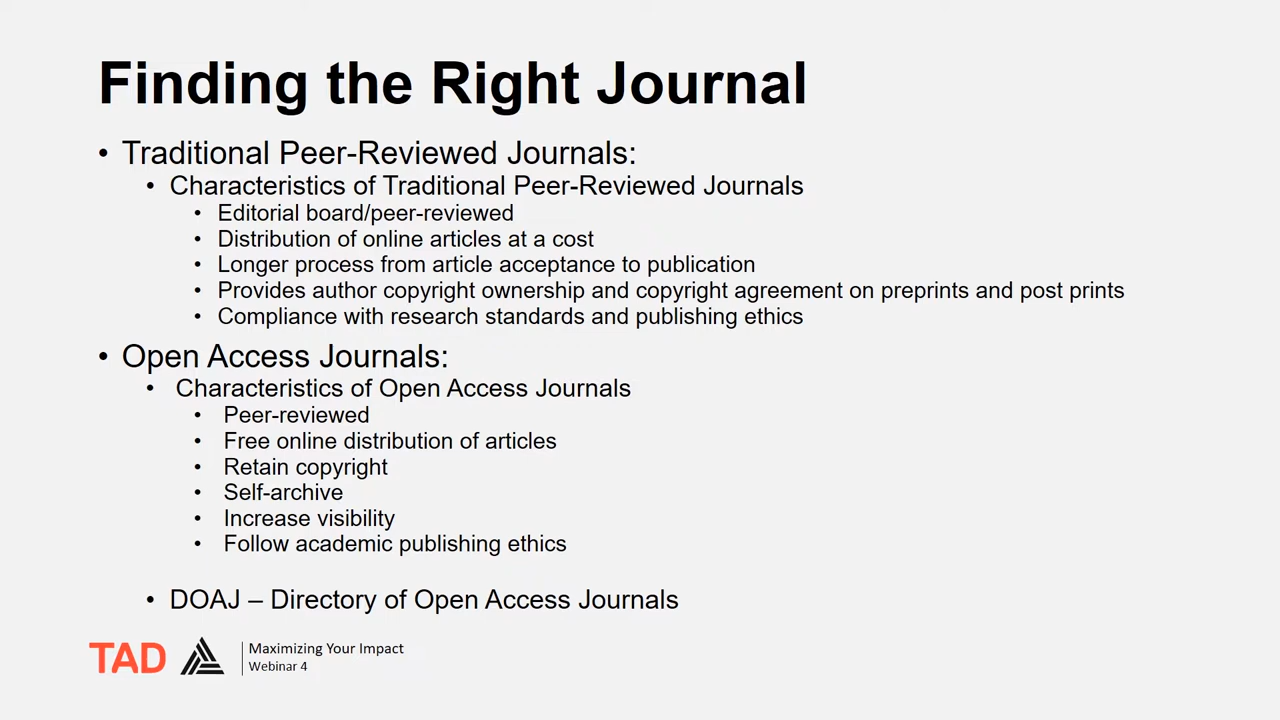 Finding the Right Journal
• Traditional Peer-Reviewed Journals:
• Characteristics of Traditional Peer-Reviewed Journals
• Editorial board/peer-reviewed
• Distribution of online articles at a cost
• Longer process from article acceptance to publication
• Provides author copyright ownership and copyright agreement on preprints and post prints
• Compliance with research standards and publishing ethics
• Open Access Journals:
• Characteristics of Open Access Journals
• Peer-reviewed
• Free online distribution of articles
• Retain copyright
• Self-archive
• Increase visibility
• Follow academic publishing ethics
• DOAJ – Directory of Open Access Journals
TAD
Maximizing Your Impact
Webinar 4